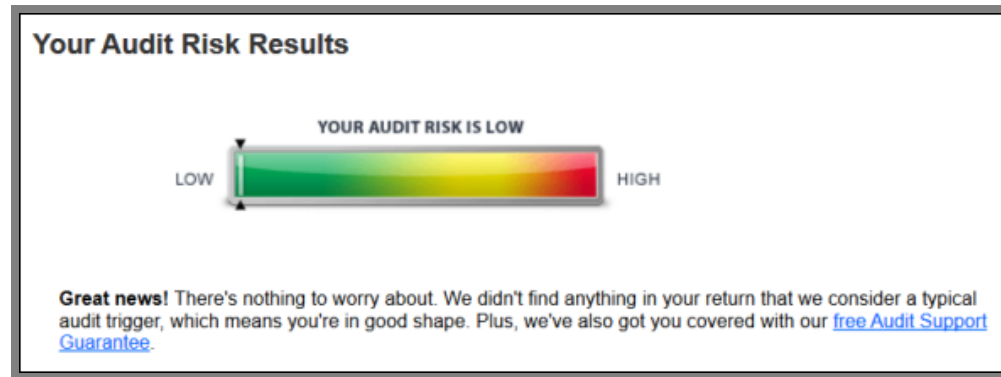 Your Audit Risk Results
YOUR AUDIT RISK IS LOW
LOW
HIGH
Great news! There's nothing to worry about. We didn't find anything in your return that we consider a typical
audit trigger, which means you're in good shape. Plus, we've also got you covered with our free Audit Support
Guarantee.